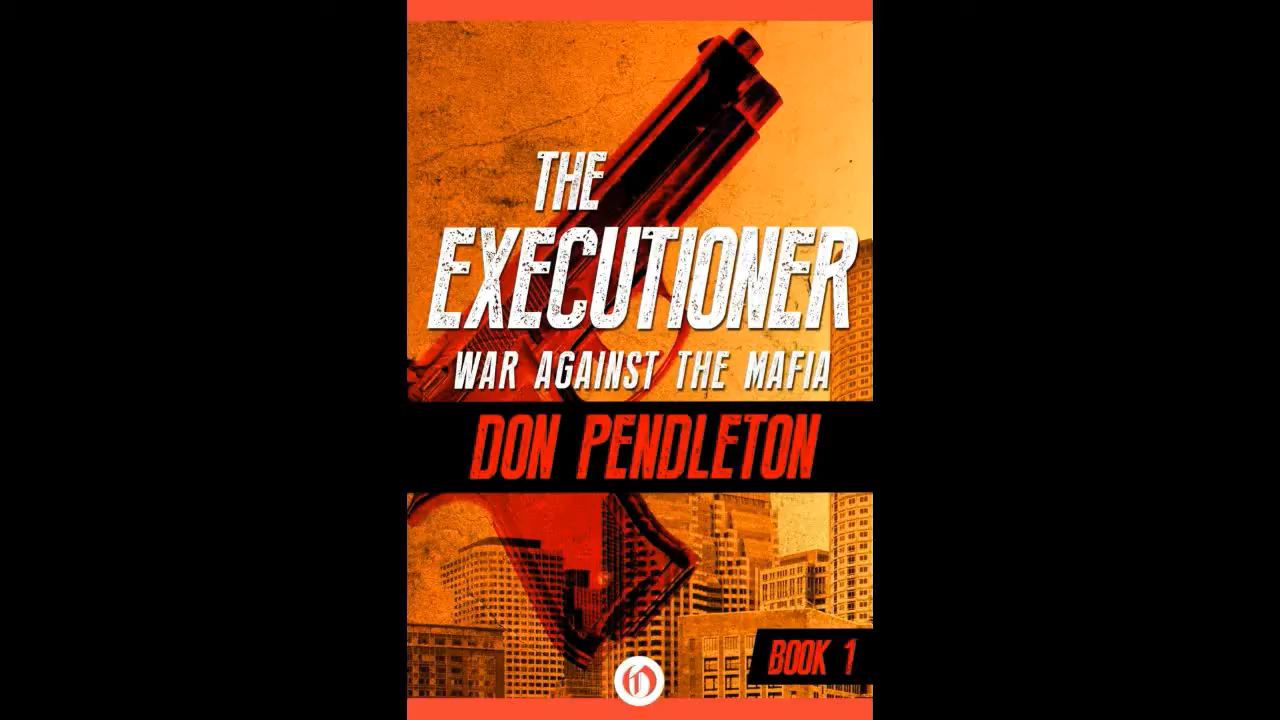 THE
EXECUTIONER
WAR AGAINST THE MAFIA
DON PENDLETON
BOOK 1